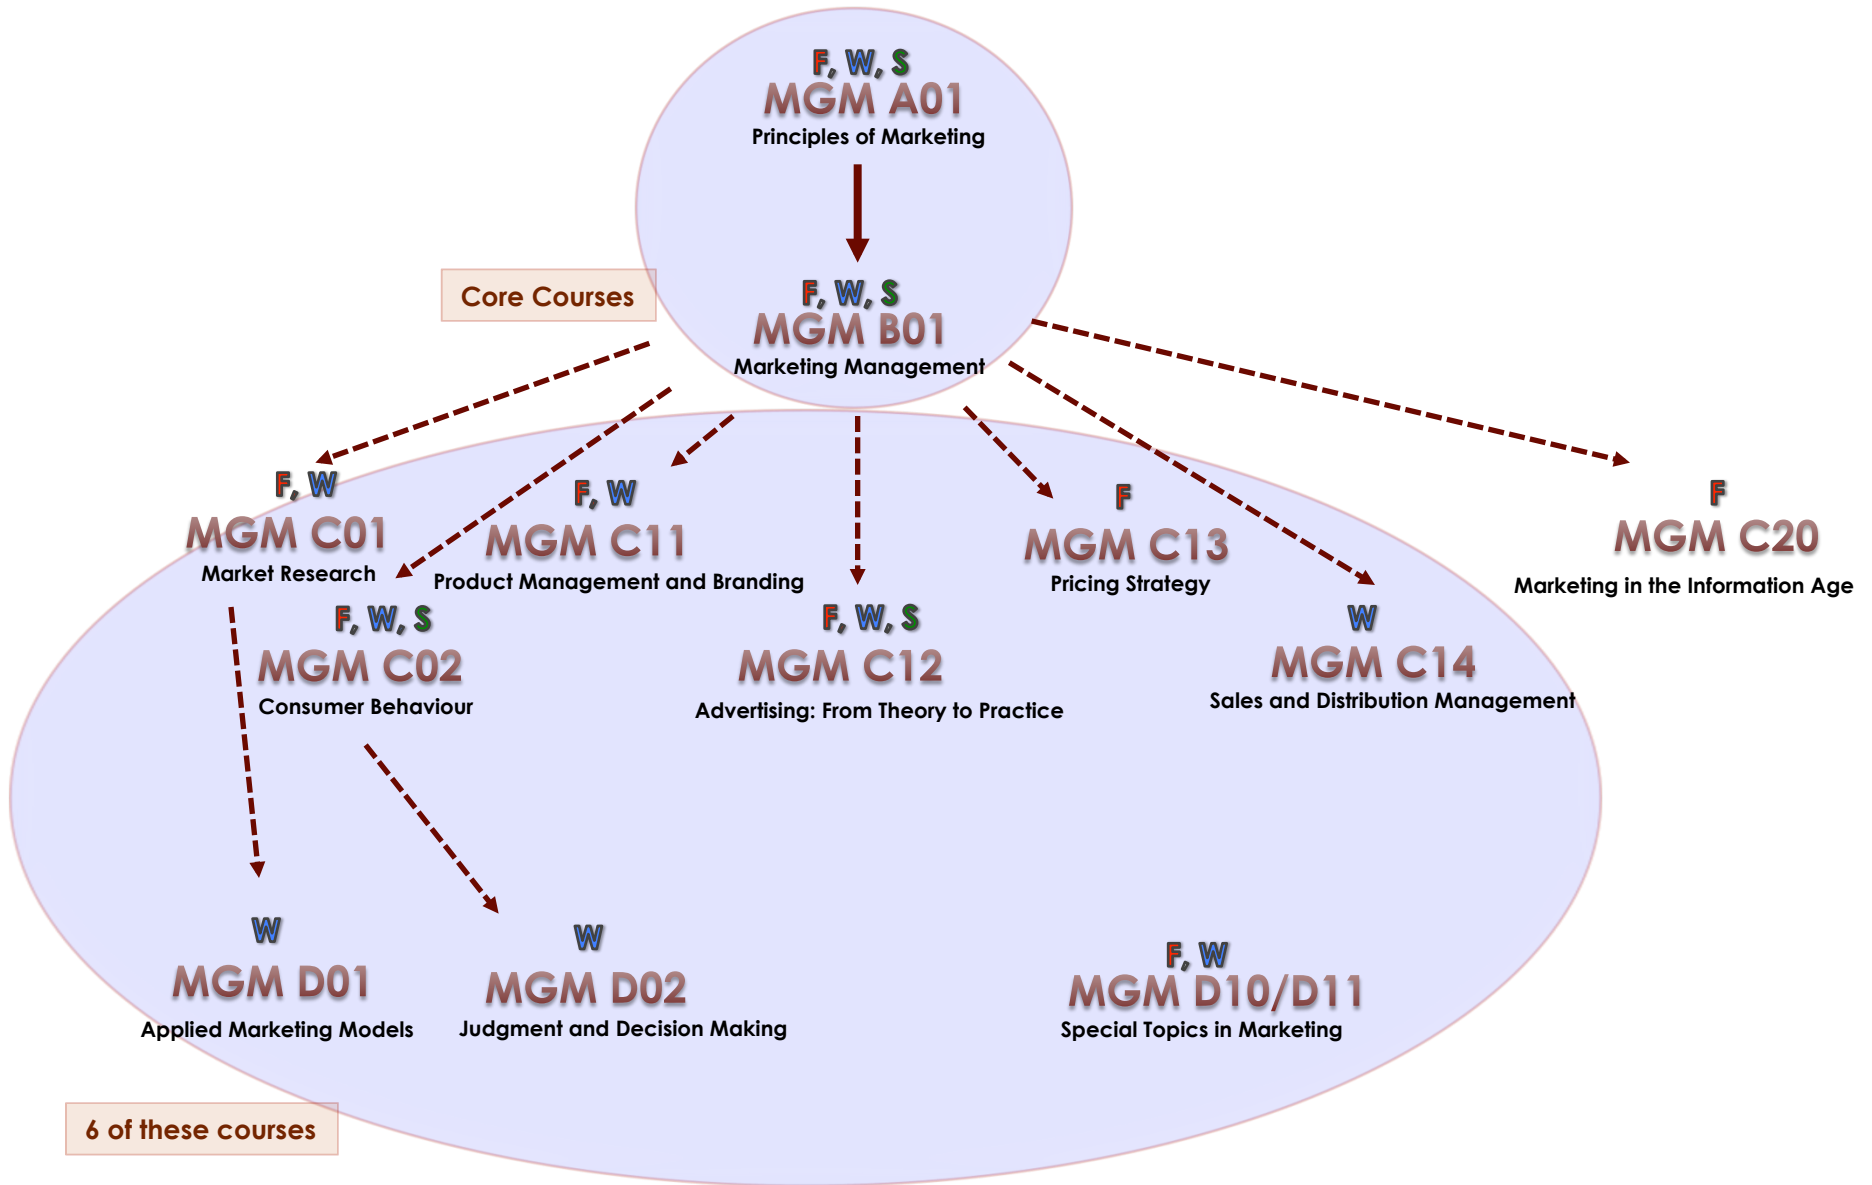 F, W, S
MGM A01
Principles of Marketing
Core Courses
F, W, S
MGM B01
Marketing Management
F, W
MGM C01
Market Research
F, W
MGM C11
Product Management and Branding
F
MGM C13
Pricing Strategy
F
MGM C20
Marketing in the Information Age
F, W, S
MGM C02
Consumer Behaviour
F, W, S
MGM C12
Advertising: From Theory to Practice
W
MGM C14
Sales and Distribution Management
W
MGM D01
Applied Marketing Models
W
MGM D02
Judgment and Decision Making
F, W
MGM D10/D11
Special Topics in Marketing
6 of these courses